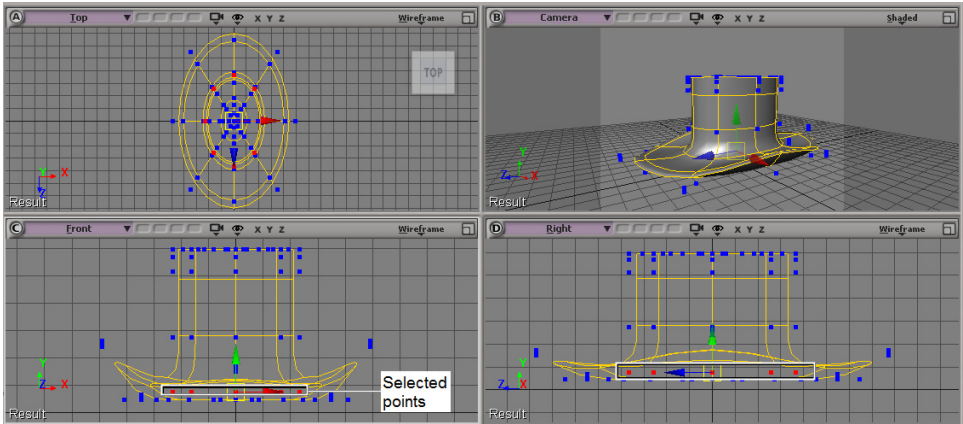 A Top X Y Z Wireframe
TOP
Y
X
Z
Result
B Camera X Y Z Shaded
Y
Z X
Result
C Front X Y Z Wireframe
Y
Z X
Result
Selected
points
D Right X Y Z Wireframe
Y
Z X
Result